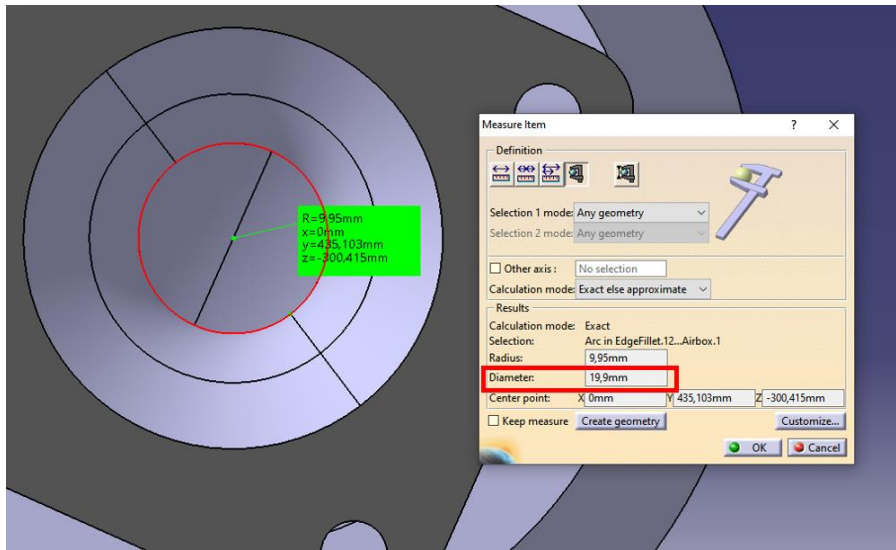 R=9,95mm
x=0mm
y=435,103mm
z=-300,415mm
Measure Item ? X
Definition
Selection 1 mode: Any geometry
Selection 2 mode: Any geometry
Other axis : No selection
Calculation mode: Exact else approximate
Results
Calculation mode: Exact
Selection: Arc in EdgeFillet.12...Airbox.1
Radius: 9,95mm
Diameter: 19,9mm
Center point: X 0mm Y 435,103mm Z -300,415mm
Keep measure Create geometry Customize...
OK Cancel